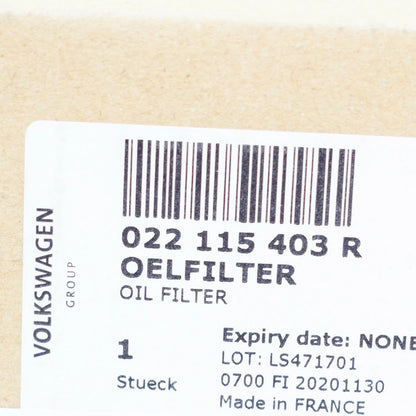 VOLKSWAGEN
GROUP
022 115 403 R
OELFILTER
OIL FILTER
1
Stueck
Expiry date: NONE
LOT: LS471701
0700 FI 20201130
Made in FRANCE